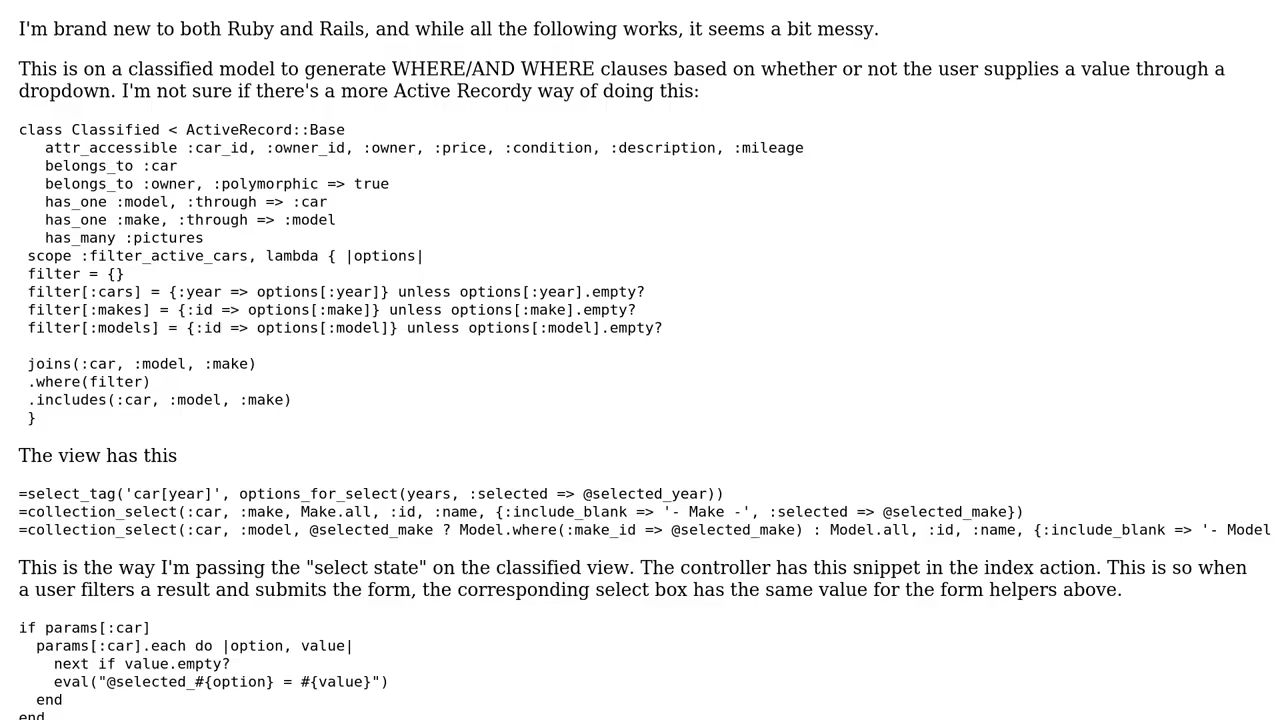 I'm brand new to both Ruby and Rails, and while all the following works, it seems a bit messy.
This is on a classified model to generate WHERE/AND WHERE clauses based on whether or not the user supplies a value through a
dropdown. I'm not sure if there's a more Active Recordy way of doing this:
class Classified < ActiveRecord::Base
   attr_accessible :car_id, :owner_id, :owner, :price, :condition, :description, :mileage
   belongs_to :car
   belongs_to :owner, :polymorphic => true
   has_one :model, :through => :car
   has_one :make, :through => :model
   has_many :pictures
 scope :filter_active_cars, lambda { |options|
 filter = {}
 filter[:cars] = {:year => options[:year]} unless options[:year].empty?
 filter[:makes] = {:id => options[:make]} unless options[:make].empty?
 filter[:models] = {:id => options[:model]} unless options[:model].empty?
 joins(:car, :model, :make)
 .where(filter)
 .includes(:car, :model, :make)
 }
The view has this
=select_tag('car[year]', options_for_select(years, :selected => @selected_year))
=collection_select(:car, :make, Make.all, :id, :name, {:include_blank => '- Make -', :selected => @selected_make})
=collection_select(:car, :model, @selected_make ? Model.where(:make_id => @selected_make) : Model.all, :id, :name, {:include_blank => '- Model
This is the way I'm passing the "select state" on the classified view. The controller has this snippet in the index action. This is so when
a user filters a result and submits the form, the corresponding select box has the same value for the form helpers above.
if params[:car]
  params[:car].each do |option, value|
    next if value.empty?
    eval("@selected_#{option} = #{value}")
  end
end